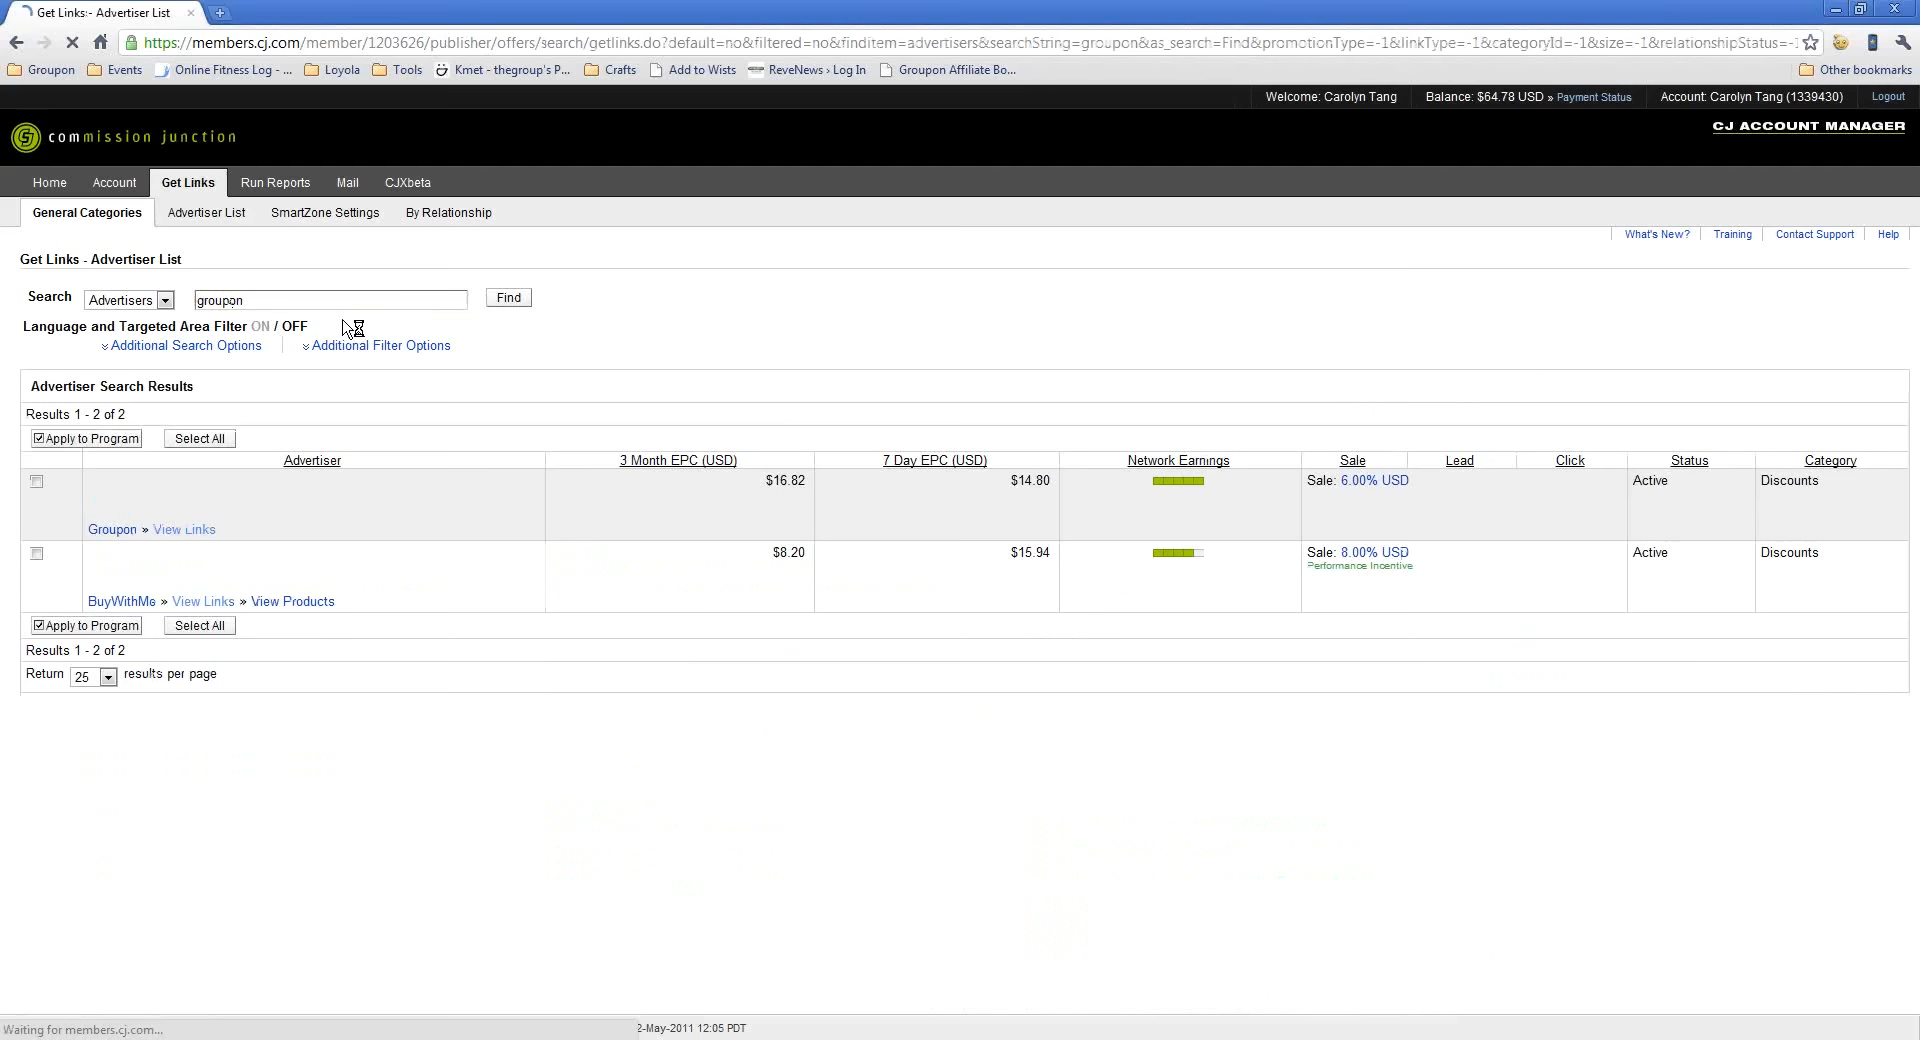 Get Links:- Advertiser List
https://members.cj.com/member/1203626/publisher/offers/search/getlinks.do?default=no&filtered=no&finditem=advertisers&searchString=groupon&as_search=Find&promotionType=-1&linkType=-1&categoryId=-1&size=-1&relationshipStatus=-1
Groupon Events Online Fitness Log - ... Loyola Tools Kmet - thegroup's P... Crafts Add to Wists ReveNews › Log In Groupon Affiliate Bo... Other bookmarks
Welcome: Carolyn Tang Balance: $64.78 USD » Payment Status Account: Carolyn Tang (1339430) Logout
cj commission junction CJ ACCOUNT MANAGER
Home Account Get Links Run Reports Mail CJXbeta
General Categories Advertiser List SmartZone Settings By Relationship
What's New? Training Contact Support Help
Get Links - Advertiser List
Search Advertisers groupon Find
Language and Targeted Area Filter ON / OFF
Additional Search Options Additional Filter Options
Advertiser Search Results
Results 1 - 2 of 2
Apply to Program Select All
Advertiser 3 Month EPC (USD) 7 Day EPC (USD) Network Earnings Sale Lead Click Status Category
$16.82 $14.80 Sale: 6.00% USD Active Discounts
Groupon » View Links
$8.20 $15.94 Sale: 8.00% USD Active Discounts
Performance Incentive
BuyWithMe » View Links » View Products
Apply to Program Select All
Results 1 - 2 of 2
Return 25 results per page
Waiting for members.cj.com... 2-May-2011 12:05 PDT